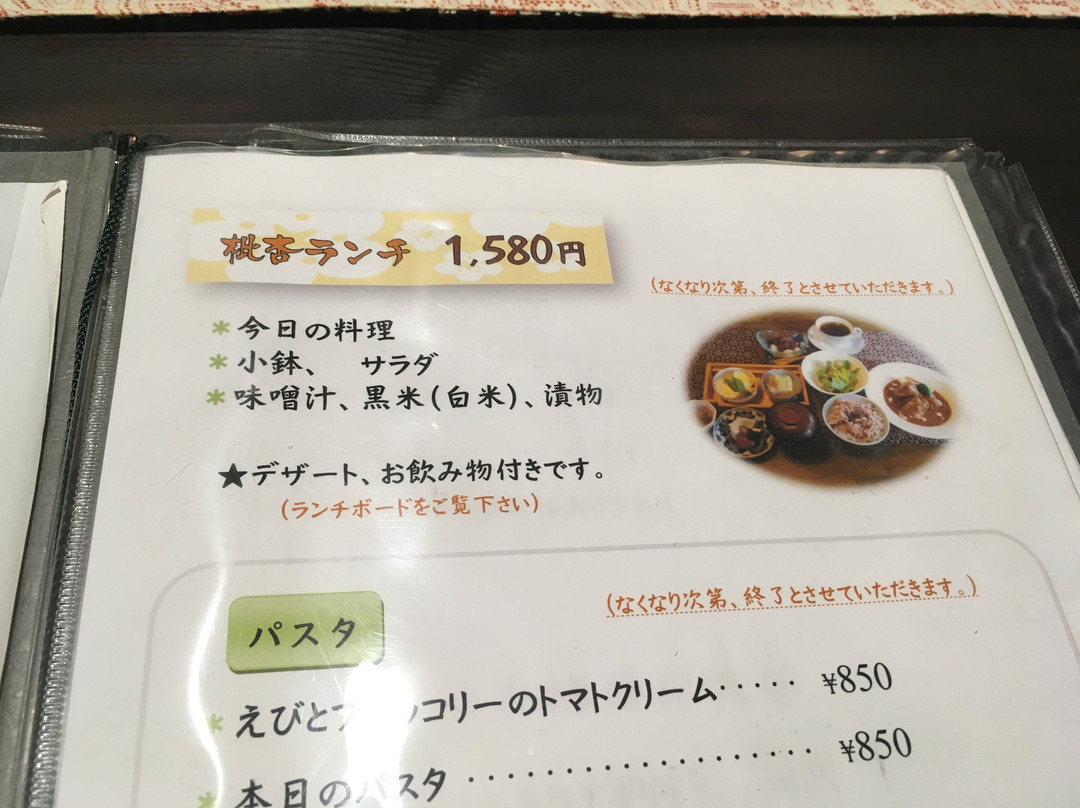 桃杏ランチ 1,580円
(なくなり次第、終了とさせていただきます。)
*今日の料理
*小鉢、 サラダ
*味噌汁、黒米(白米)、漬物
★デザート、お飲み物付きです。
(ランチボードをご覧下さい)
パスタ
(なくなり次第、終了とさせていただきます。)
*えびとブロッコリーのトマトクリーム····· ¥850
*本日のパスタ ··················· ¥850